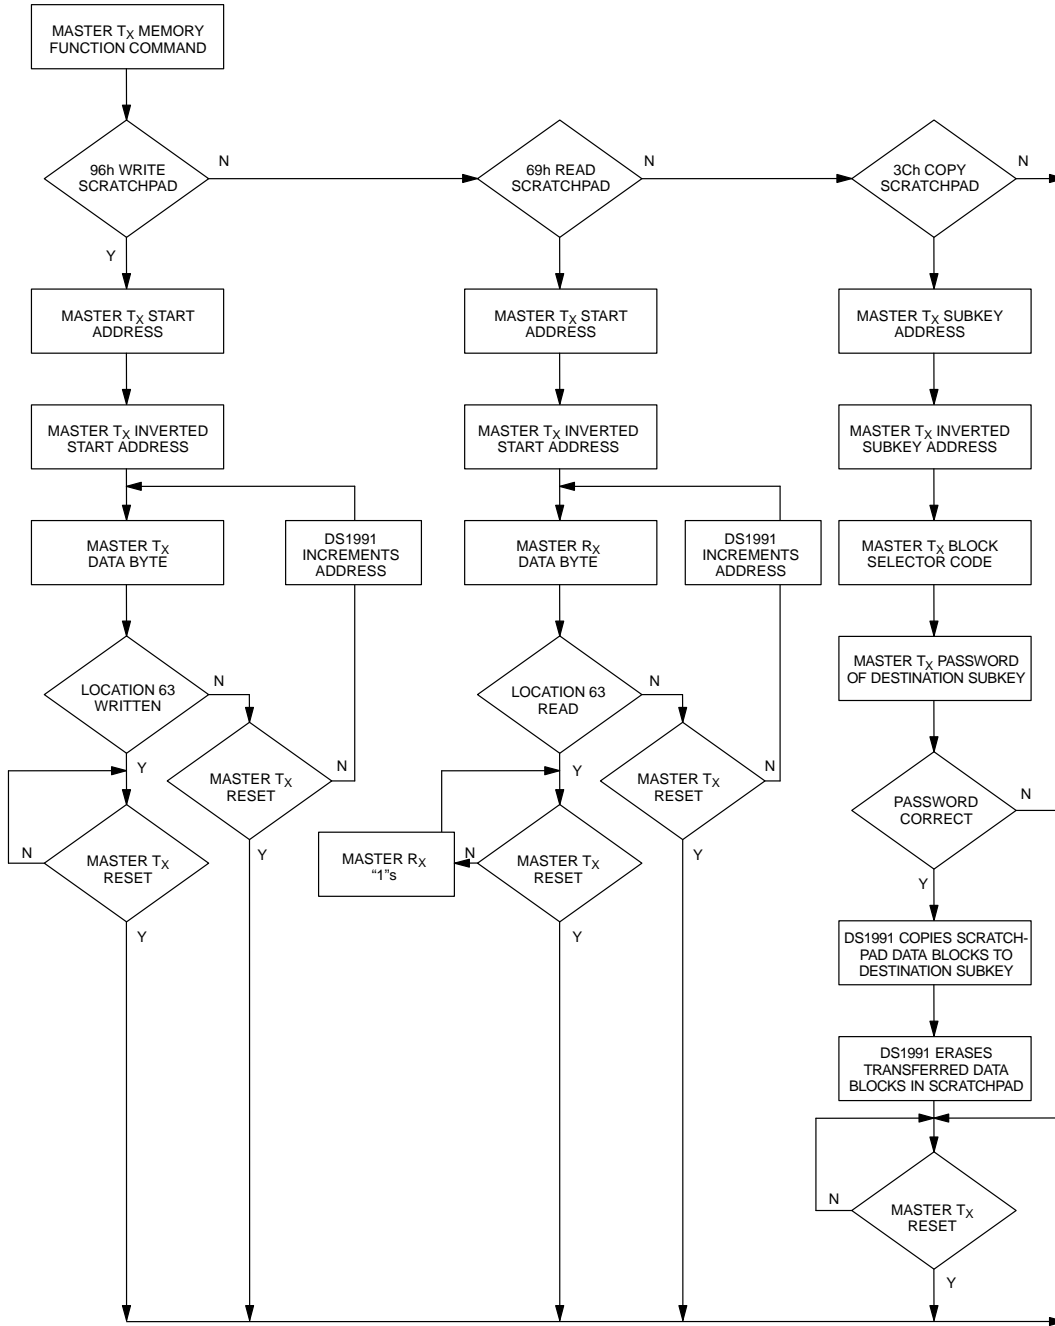 MASTER TX MEMORY
FUNCTION COMMAND
96h WRITE
SCRATCHPAD
N
Y
MASTER TX START
ADDRESS
MASTER TX INVERTED
START ADDRESS
MASTER TX
DATA BYTE
DS1991
INCREMENTS
ADDRESS
LOCATION 63
WRITTEN
N
Y
MASTER TX
RESET
N
Y
MASTER TX
RESET
N
Y
69h READ
SCRATCHPAD
N
Y
MASTER TX START
ADDRESS
MASTER TX INVERTED
START ADDRESS
MASTER RX
DATA BYTE
DS1991
INCREMENTS
ADDRESS
LOCATION 63
READ
N
Y
MASTER TX
RESET
N
Y
MASTER RX
“1”s
N
MASTER TX
RESET
Y
3Ch COPY
SCRATCHPAD
N
Y
MASTER TX SUBKEY
ADDRESS
MASTER TX INVERTED
SUBKEY ADDRESS
MASTER TX BLOCK
SELECTOR CODE
MASTER TX PASSWORD
OF DESTINATION SUBKEY
PASSWORD
CORRECT
N
Y
DS1991 COPIES SCRATCH-
PAD DATA BLOCKS TO
DESTINATION SUBKEY
DS1991 ERASES
TRANSFERRED DATA
BLOCKS IN SCRATCHPAD
N
MASTER TX
RESET
Y